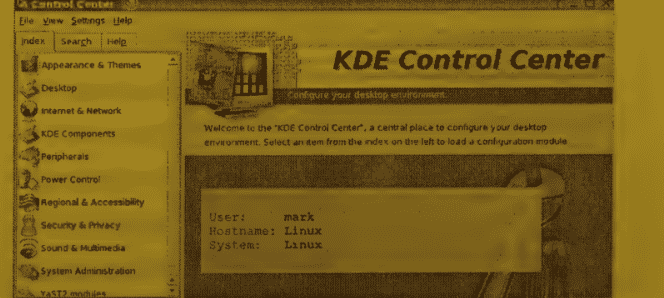 Control Center
File View Settings Help
Index Search Help
Appearance & Themes
Desktop
Internet & Network
KDE Components
Peripherals
Power Control
Regional & Accessibility
Security & Privacy
Sound & Multimedia
System Administration
YaST2 modules
KDE Control Center
Configure your desktop environment.
Welcome to the "KDE Control Center", a central place to configure your desktop
environment. Select an item from the index on the left to load a configuration module
User: mark
Hostname: Linux
System: Linux